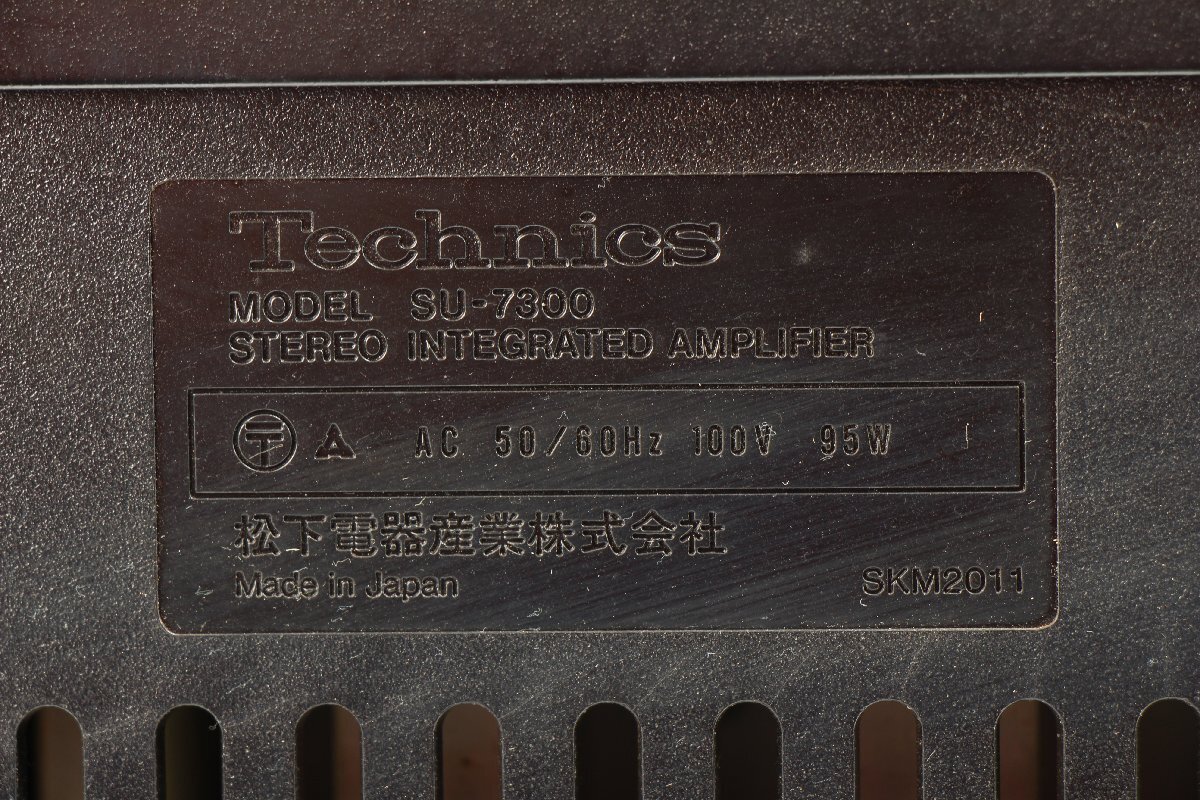 Technics
MODEL SU-7300
STEREO INTEGRATED AMPLIFIER
〒 AC 50/60Hz 100V 95W
松下電器産業株式会社
Made in Japan SKM2011